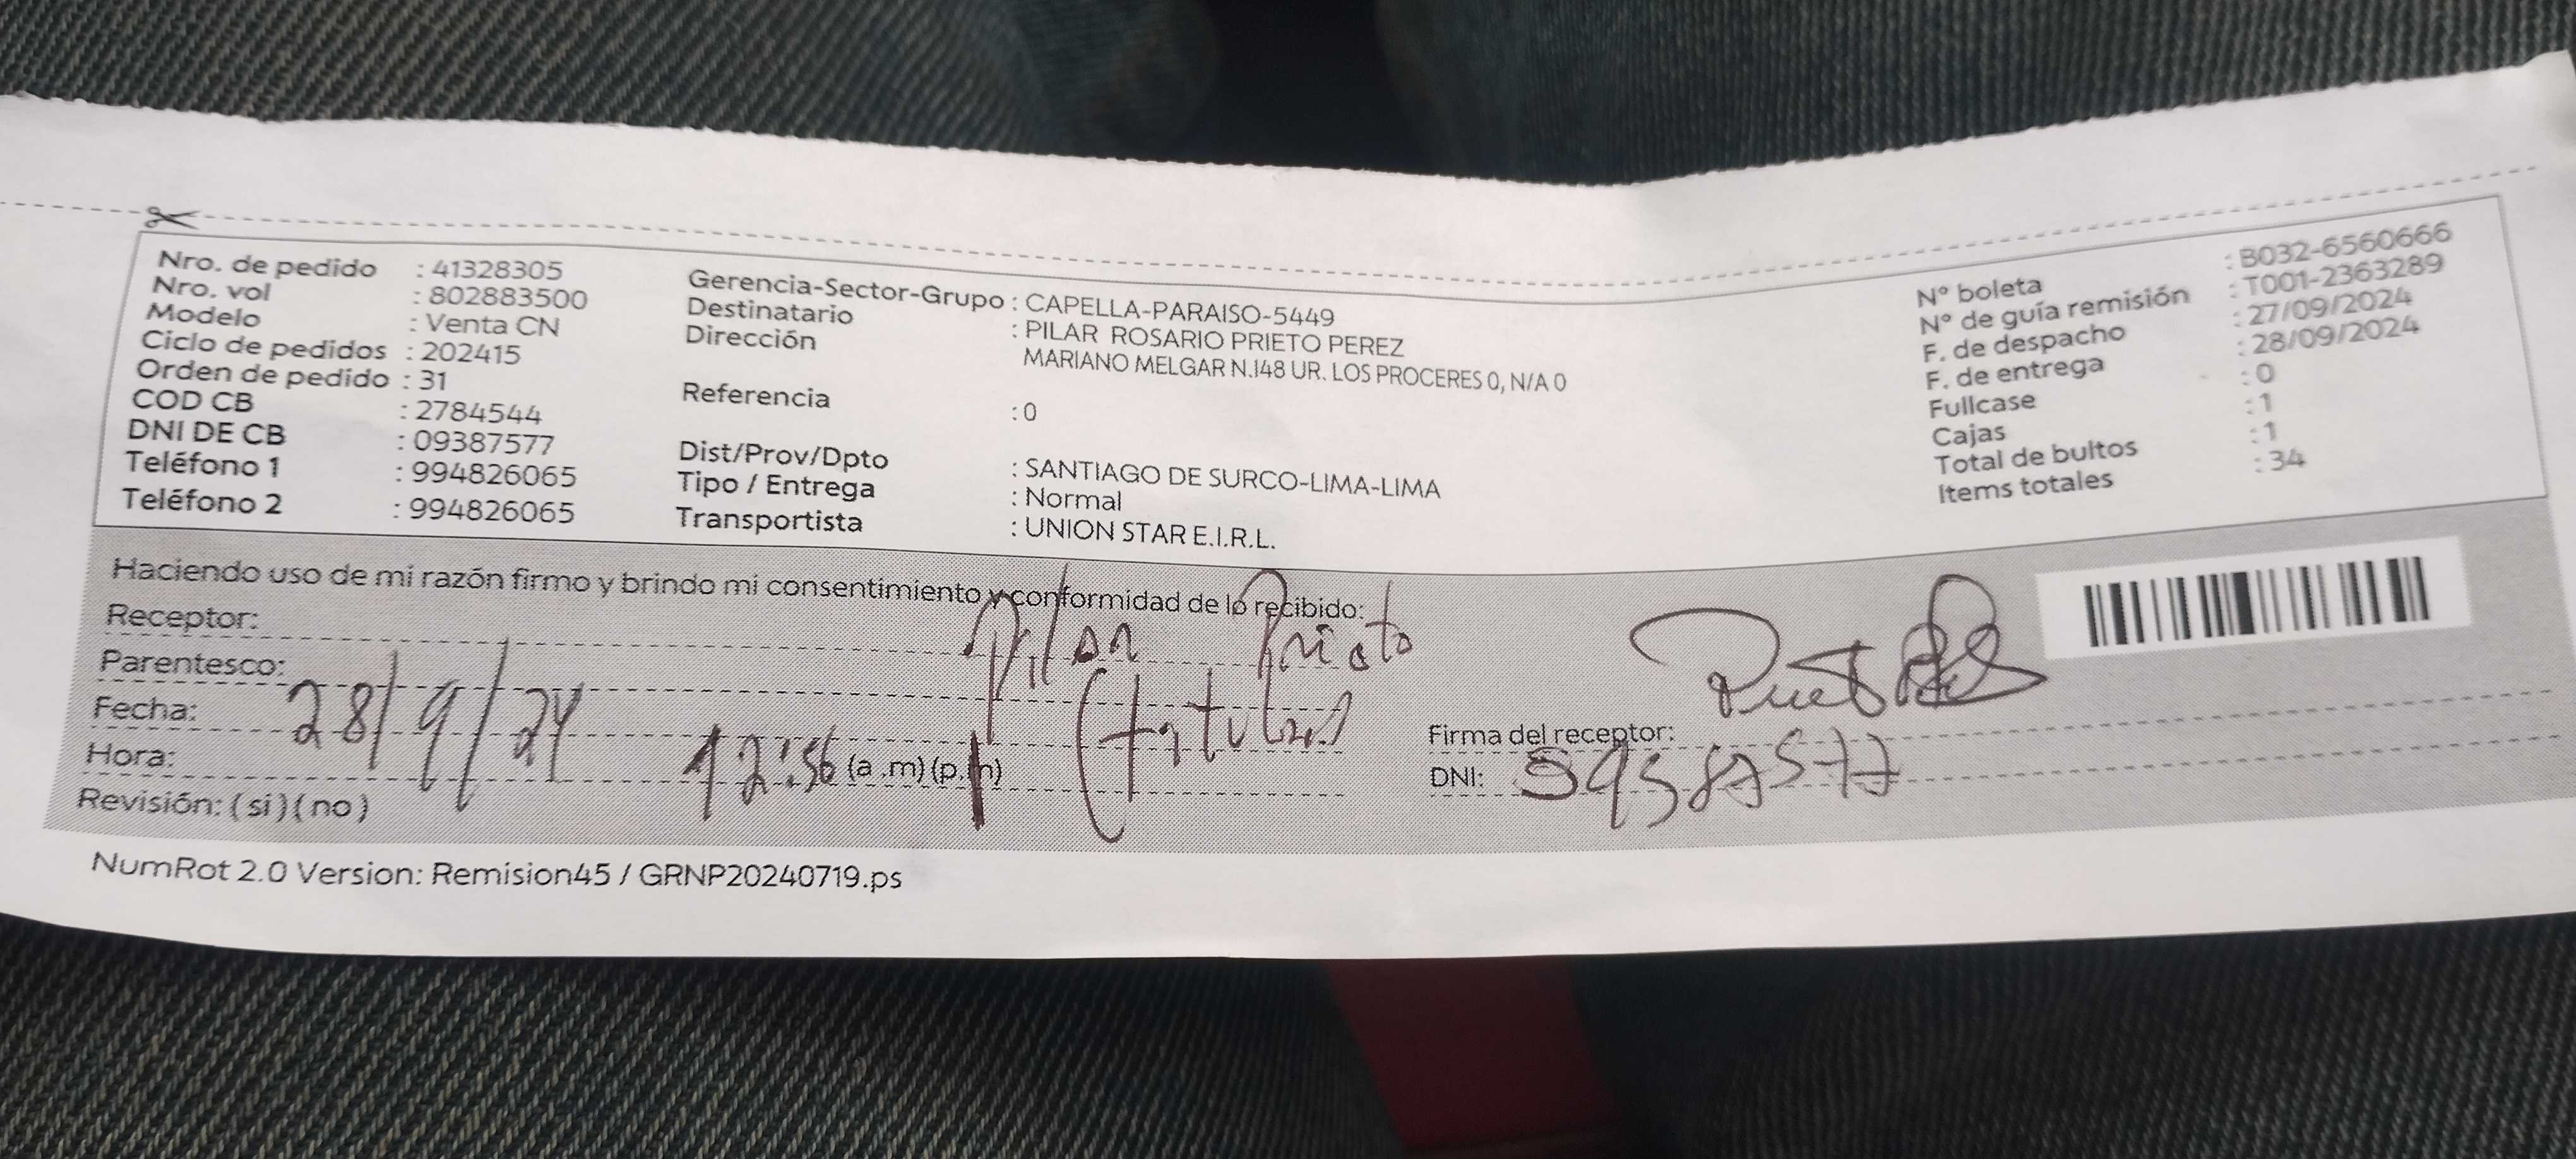 Nro. de pedido : 41328305
Nro. vol : 802883500
Modelo : Venta CN
Ciclo de pedidos : 202415
Orden de pedido : 31
COD CB : 2784544
DNI DE CB : 09387577
Teléfono 1 : 994826065
Teléfono 2 : 994826065
Gerencia-Sector-Grupo : CAPELLA-PARAISO-5449
Destinatario : PILAR ROSARIO PRIETO PEREZ
Dirección MARIANO MELGAR N.148 UR. LOS PROCERES 0, N/A 0
Referencia : 0
Dist/Prov/Dpto : SANTIAGO DE SURCO-LIMA-LIMA
Tipo / Entrega : Normal
Transportista : UNION STAR E.I.R.L.
N° boleta : B032-6560666
N° de guía remisión : T001-2363289
F. de despacho : 27/09/2024
F. de entrega : 28/09/2024
Fullcase : 0
Cajas : 1
Total de bultos : 1
Items totales : 34
Haciendo uso de mi razón firmo y brindo mi consentimiento y conformidad de lo recibido:
Receptor: Pilar Prieto
Parentesco: (titular)
Fecha: 28/9/24
Hora: 12:56 (a.m) (p.m)
Revisión: (si) (no)
Firma del receptor:
DNI: 09387577
NumRot 2.0 Version: Remision45 / GRNP20240719.ps